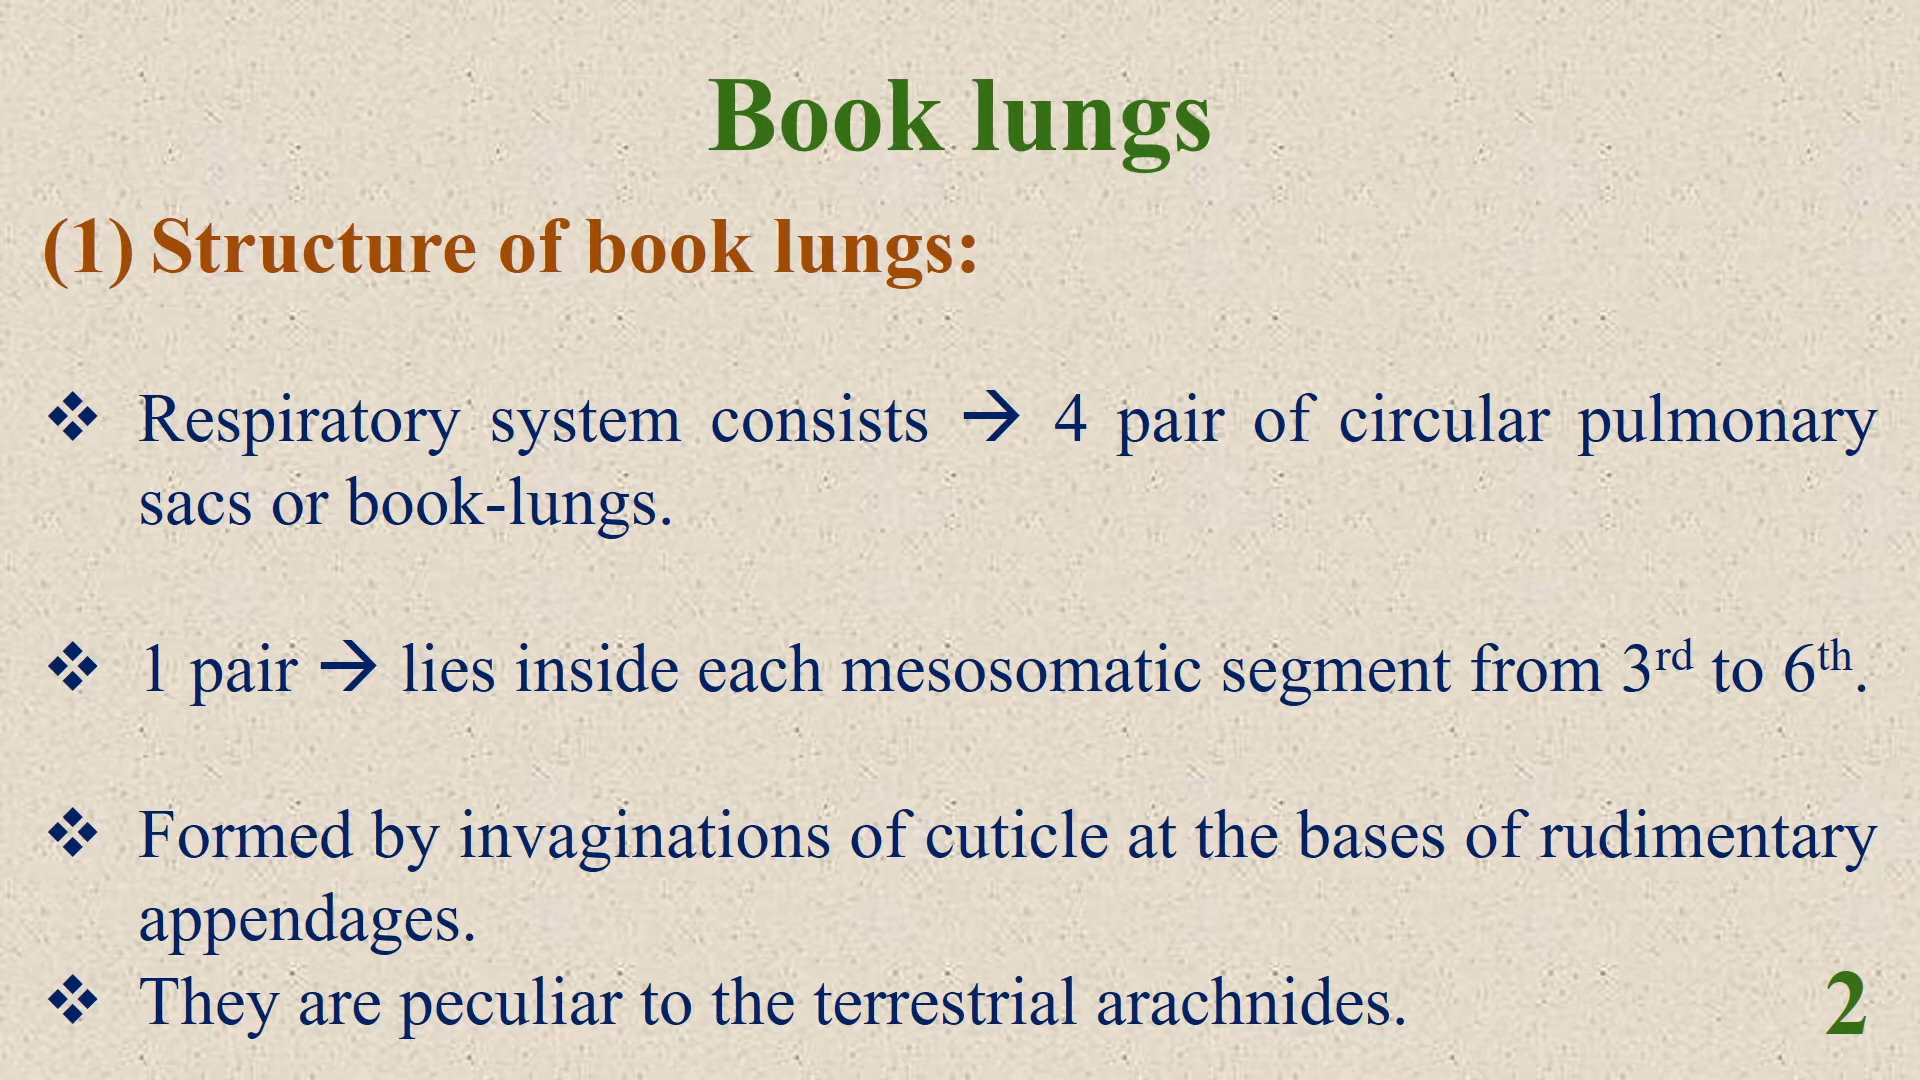 Book lungs
(1) Structure of book lungs:
❖ Respiratory system consists → 4 pair of circular pulmonary
sacs or book-lungs.
❖ 1 pair → lies inside each mesosomatic segment from 3rd to 6th.
❖ Formed by invaginations of cuticle at the bases of rudimentary
appendages.
❖ They are peculiar to the terrestrial arachnides.
2